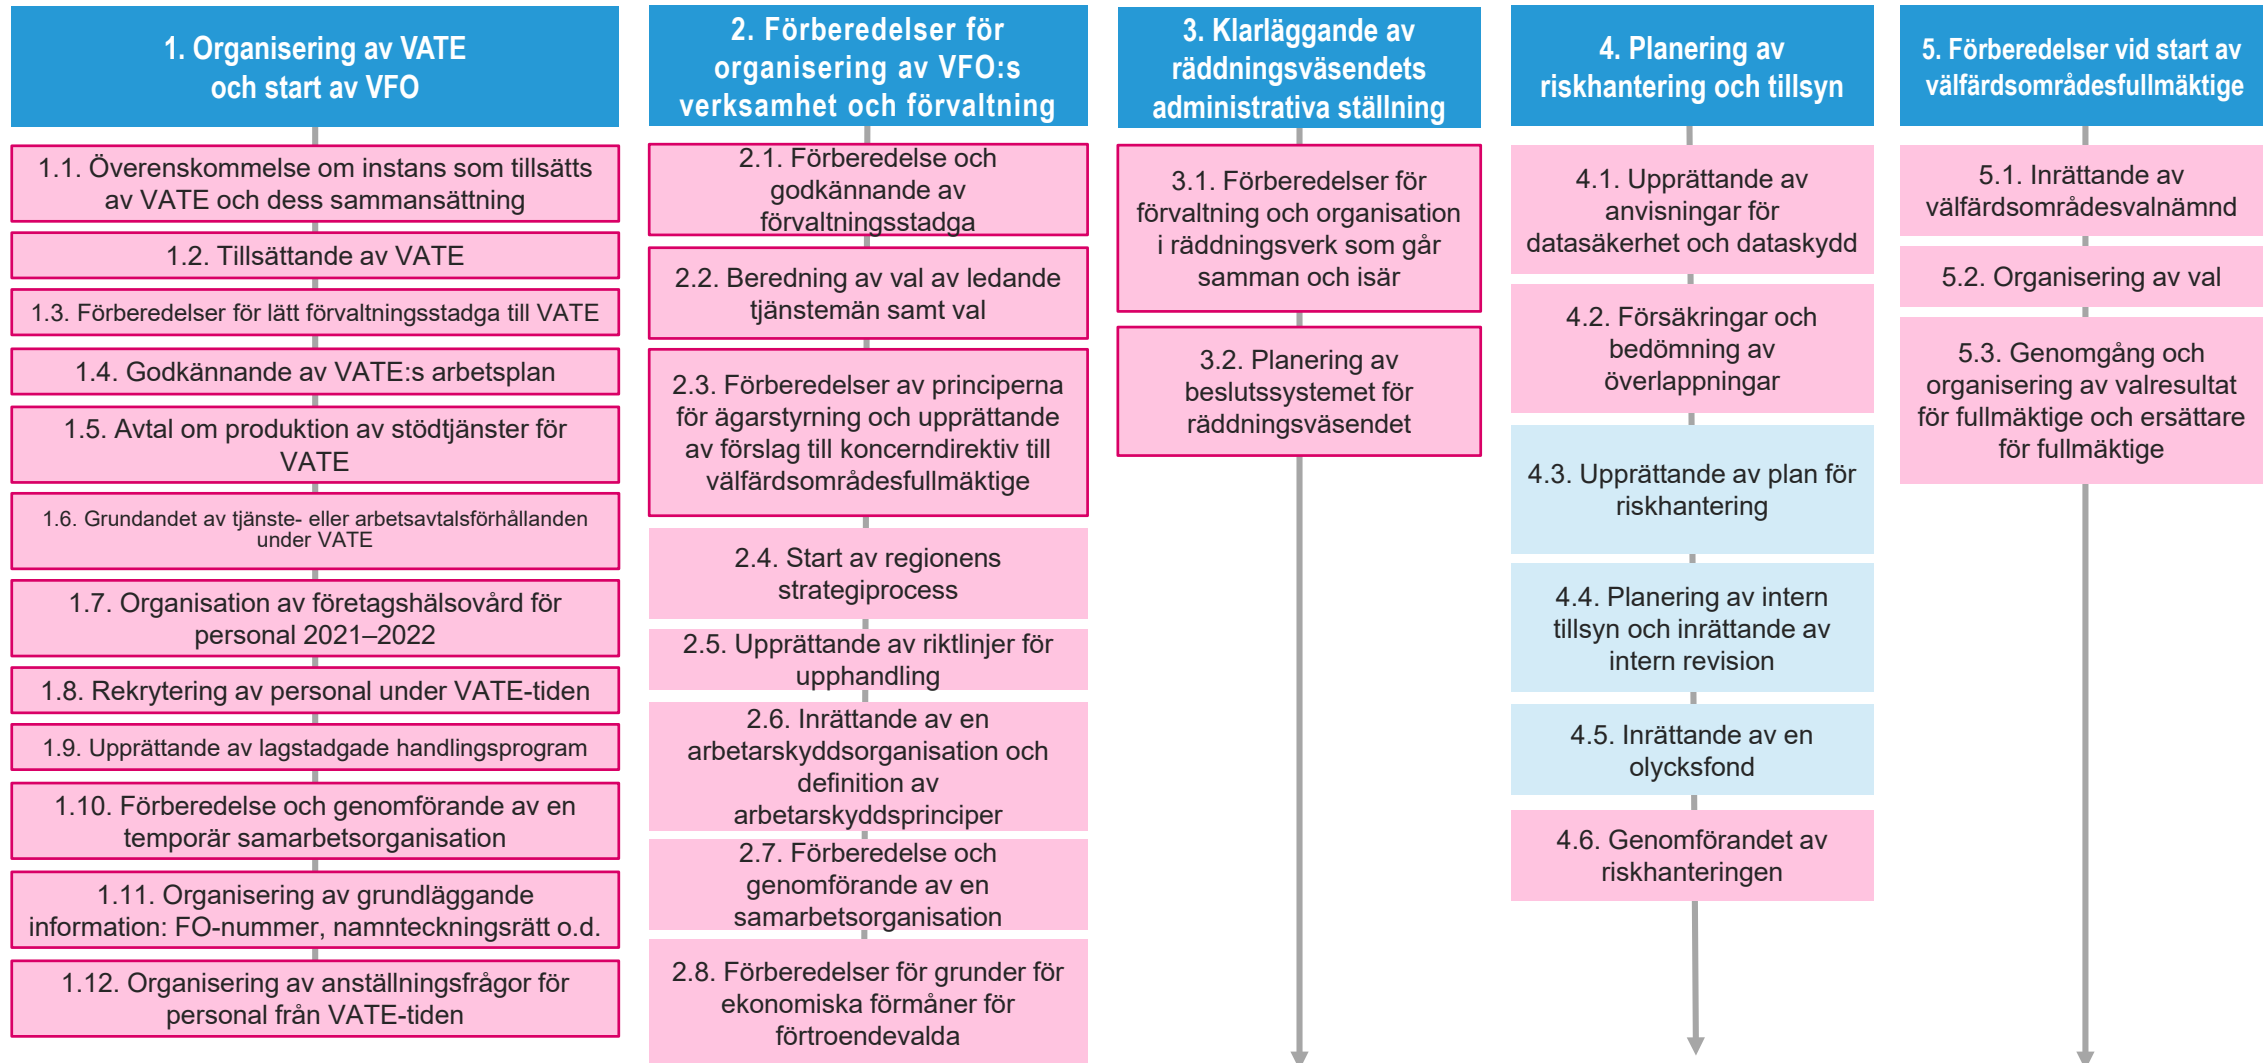 1. Organisering av VATE
och start av VFO
1.1. Överenskommelse om instans som tillsätts
av VATE och dess sammansättning
1.2. Tillsättande av VATE
1.3. Förberedelser för lätt förvaltningsstadga till VATE
1.4. Godkännande av VATE:s arbetsplan
1.5. Avtal om produktion av stödtjänster för
VATE
1.6. Grundandet av tjänste- eller arbetsavtalsförhållanden
under VATE
1.7. Organisation av företagshälsovård för
personal 2021–2022
1.8. Rekrytering av personal under VATE-tiden
1.9. Upprättande av lagstadgade handlingsprogram
1.10. Förberedelse och genomförande av en
temporär samarbetsorganisation
1.11. Organisering av grundläggande
information: FO-nummer, namnteckningsrätt o.d.
1.12. Organisering av anställningsfrågor för
personal från VATE-tiden
2. Förberedelser för
organisering av VFO:s
verksamhet och förvaltning
2.1. Förberedelse och
godkännande av
förvaltningsstadga
2.2. Beredning av val av ledande
tjänstemän samt val
2.3. Förberedelser av principerna
för ägarstyrning och upprättande
av förslag till koncerndirektiv till
välfärdsområdesfullmäktige
2.4. Start av regionens
strategiprocess
2.5. Upprättande av riktlinjer för
upphandling
2.6. Inrättande av en
arbetarskyddsorganisation och
definition av
arbetarskyddsprinciper
2.7. Förberedelse och
genomförande av en
samarbetsorganisation
2.8. Förberedelser för grunder för
ekonomiska förmåner för
förtroendevalda
3. Klarläggande av
räddningsväsendets
administrativa ställning
3.1. Förberedelser för
förvaltning och organisation
i räddningsverk som går
samman och isär
3.2. Planering av
beslutssystemet för
räddningsväsendet
4. Planering av
riskhantering och tillsyn
4.1. Upprättande av
anvisningar för
datasäkerhet och dataskydd
4.2. Försäkringar och
bedömning av
överlappningar
4.3. Upprättande av plan för
riskhantering
4.4. Planering av intern
tillsyn och inrättande av
intern revision
4.5. Inrättande av en
olycksfond
4.6. Genomförandet av
riskhanteringen
5. Förberedelser vid start av
välfärdsområdesfullmäktige
5.1. Inrättande av
välfärdsområdesvalnämnd
5.2. Organisering av val
5.3. Genomgång och
organisering av valresultat
för fullmäktige och ersättare
för fullmäktige